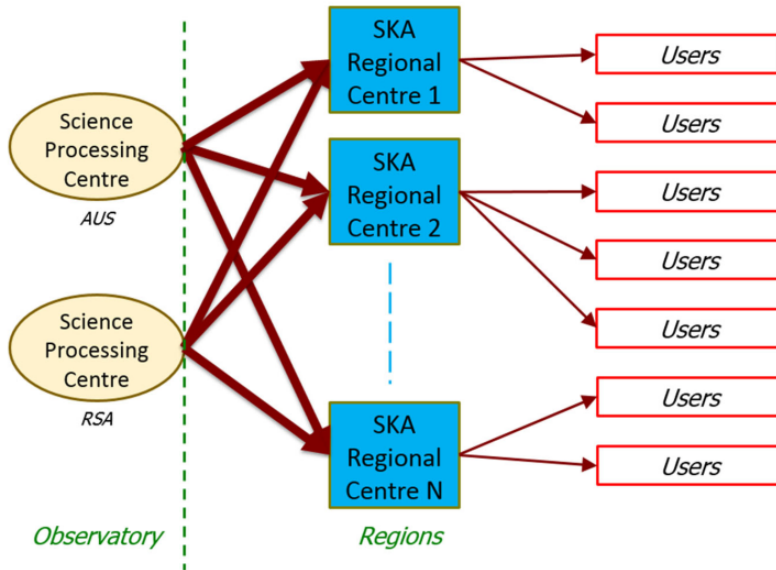 Science
Processing
Centre
AUS
Science
Processing
Centre
RSA
Observatory
SKA
Regional
Centre 1
SKA
Regional
Centre 2
SKA
Regional
Centre N
Regions
Users
Users
Users
Users
Users
Users
Users